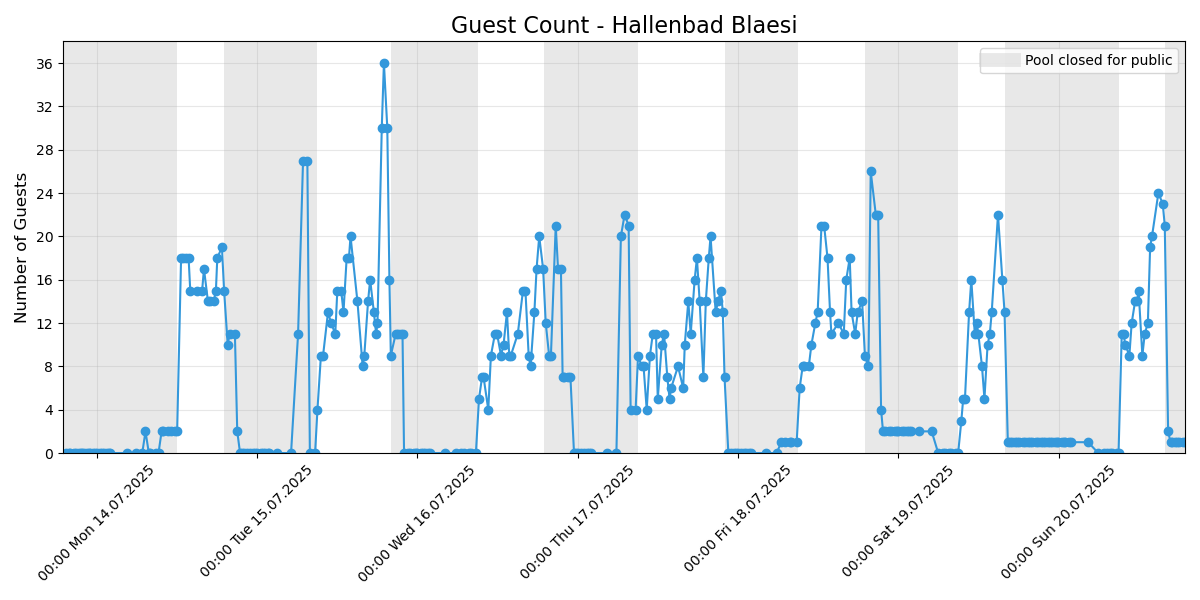 Guest Count - Hallenbad Blaesi
Pool closed for public
Number of Guests
36
32
28
24
20
16
12
8
4
0
00:00 Mon 14.07.2025
00:00 Tue 15.07.2025
00:00 Wed 16.07.2025
00:00 Thu 17.07.2025
00:00 Fri 18.07.2025
00:00 Sat 19.07.2025
00:00 Sun 20.07.2025